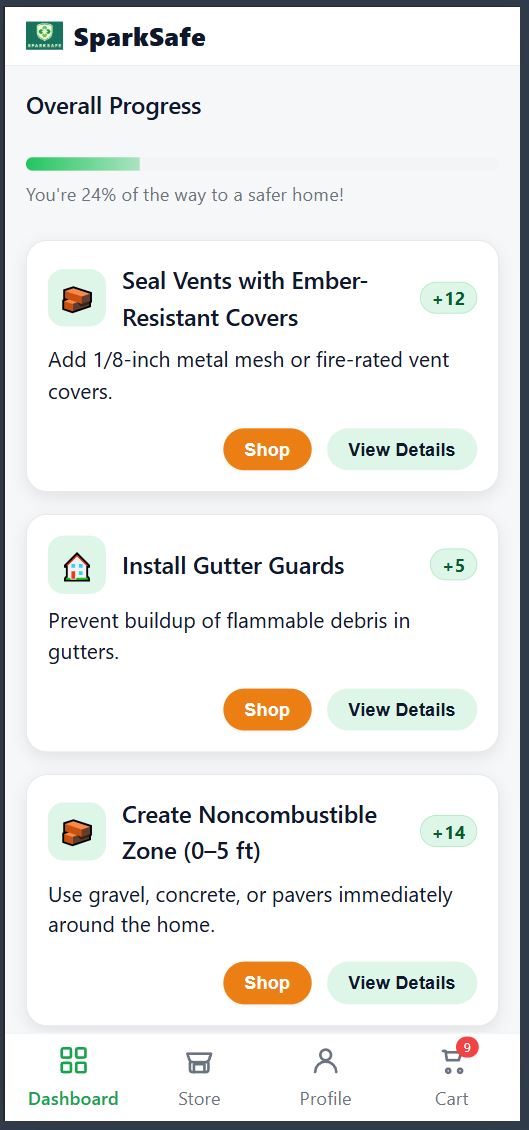 SPARKSAFE
SparkSafe
Overall Progress
You're 24% of the way to a safer home!
Seal Vents with Ember-
Resistant Covers
+12
Add 1/8-inch metal mesh or fire-rated vent
covers.
Shop
View Details
Install Gutter Guards
+5
Prevent buildup of flammable debris in
gutters.
Shop
View Details
Create Noncombustible
Zone (0–5 ft)
+14
Use gravel, concrete, or pavers immediately
around the home.
Shop
View Details
9
Dashboard
Store
Profile
Cart